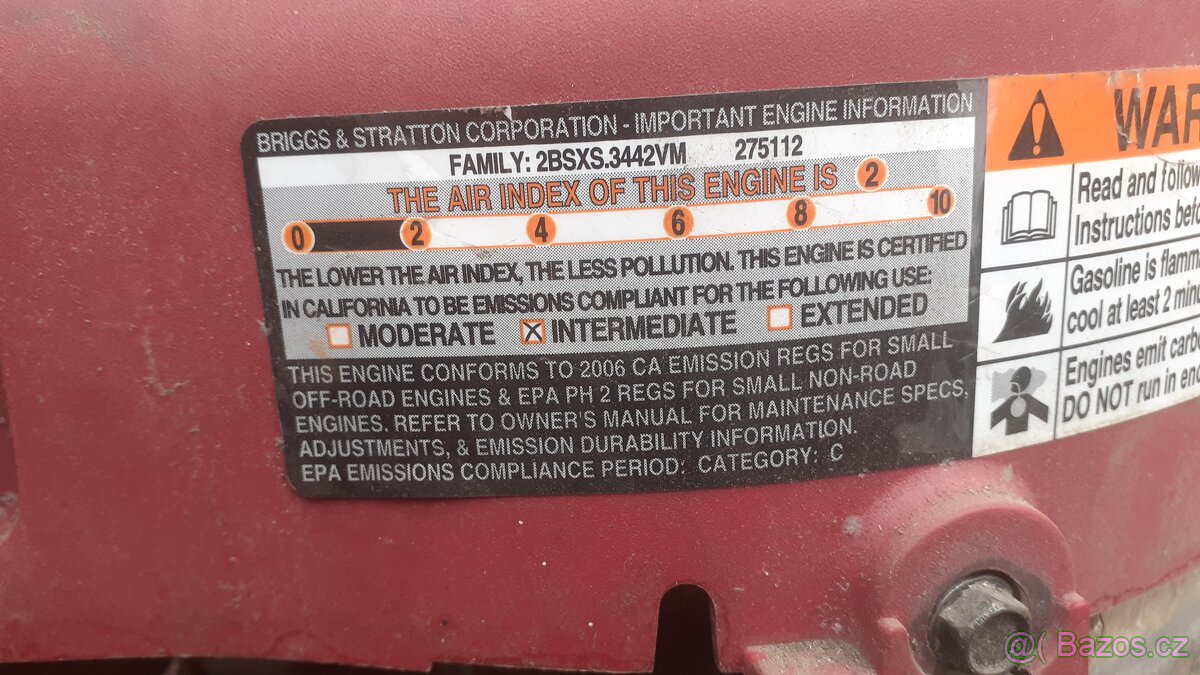 BRIGGS & STRATTON CORPORATION - IMPORTANT ENGINE INFORMATION
FAMILY: 2BSXS.3442VM 275112
THE AIR INDEX OF THIS ENGINE IS 2
0 2 4 6 8 10
THE LOWER THE AIR INDEX, THE LESS POLLUTION. THIS ENGINE IS CERTIFIED
IN CALIFORNIA TO BE EMISSIONS COMPLIANT FOR THE FOLLOWING USE:
MODERATE INTERMEDIATE EXTENDED
THIS ENGINE CONFORMS TO 2006 CA EMISSION REGS FOR SMALL
OFF-ROAD ENGINES & EPA PH 2 REGS FOR SMALL NON-ROAD
ENGINES. REFER TO OWNER'S MANUAL FOR MAINTENANCE SPECS,
ADJUSTMENTS, & EMISSION DURABILITY INFORMATION.
EPA EMISSIONS COMPLIANCE PERIOD: CATEGORY: C
WAR
Read and follow
Instructions befo
Gasoline is flamm
cool at least 2 minu
Engines emit carbo
DO NOT run in enc
@( Bazos.cz